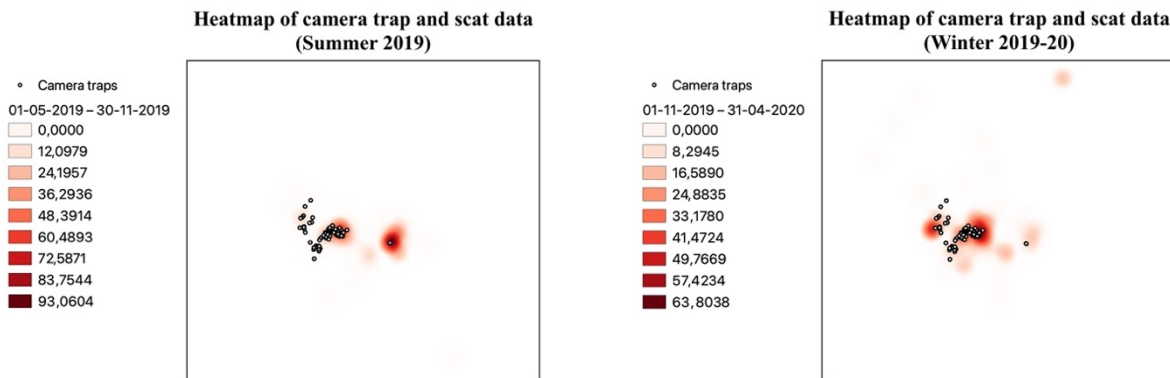 Heatmap of camera trap and scat data
(Summer 2019)
Camera traps
01-05-2019 – 30-11-2019
0,0000
12,0979
24,1957
36,2936
48,3914
60,4893
72,5871
83,7544
93,0604
Heatmap of camera trap and scat data
(Winter 2019-20)
Camera traps
01-11-2019 – 31-04-2020
0,0000
8,2945
16,5890
24,8835
33,1780
41,4724
49,7669
57,4234
63,8038